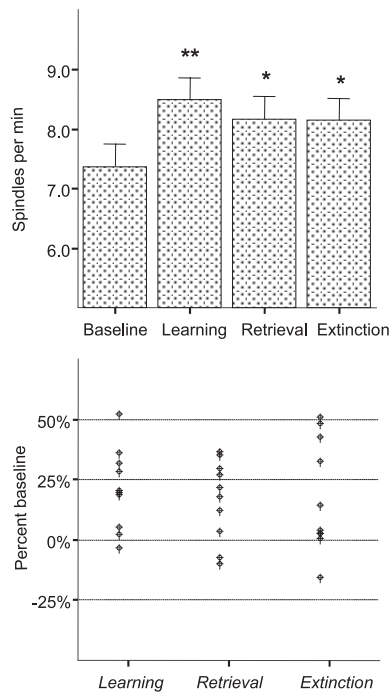 ** * *
9.0
8.0
7.0
6.0
Spindles per min
Baseline Learning Retrieval Extinction
50%
25%
0%
-25%
Percent baseline
Learning Retrieval Extinction